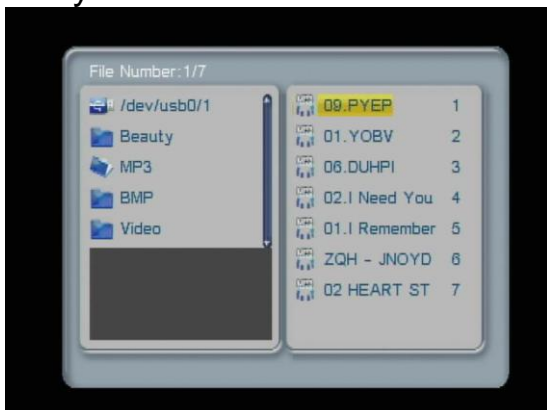 File Number:1/7
/dev/usb0/1
Beauty
MP3
BMP
Video
09.PYEP 1
01.YOBV 2
06.DUHPI 3
02.I Need You 4
01.I Remember 5
ZQH - JNOYD 6
02 HEART ST 7